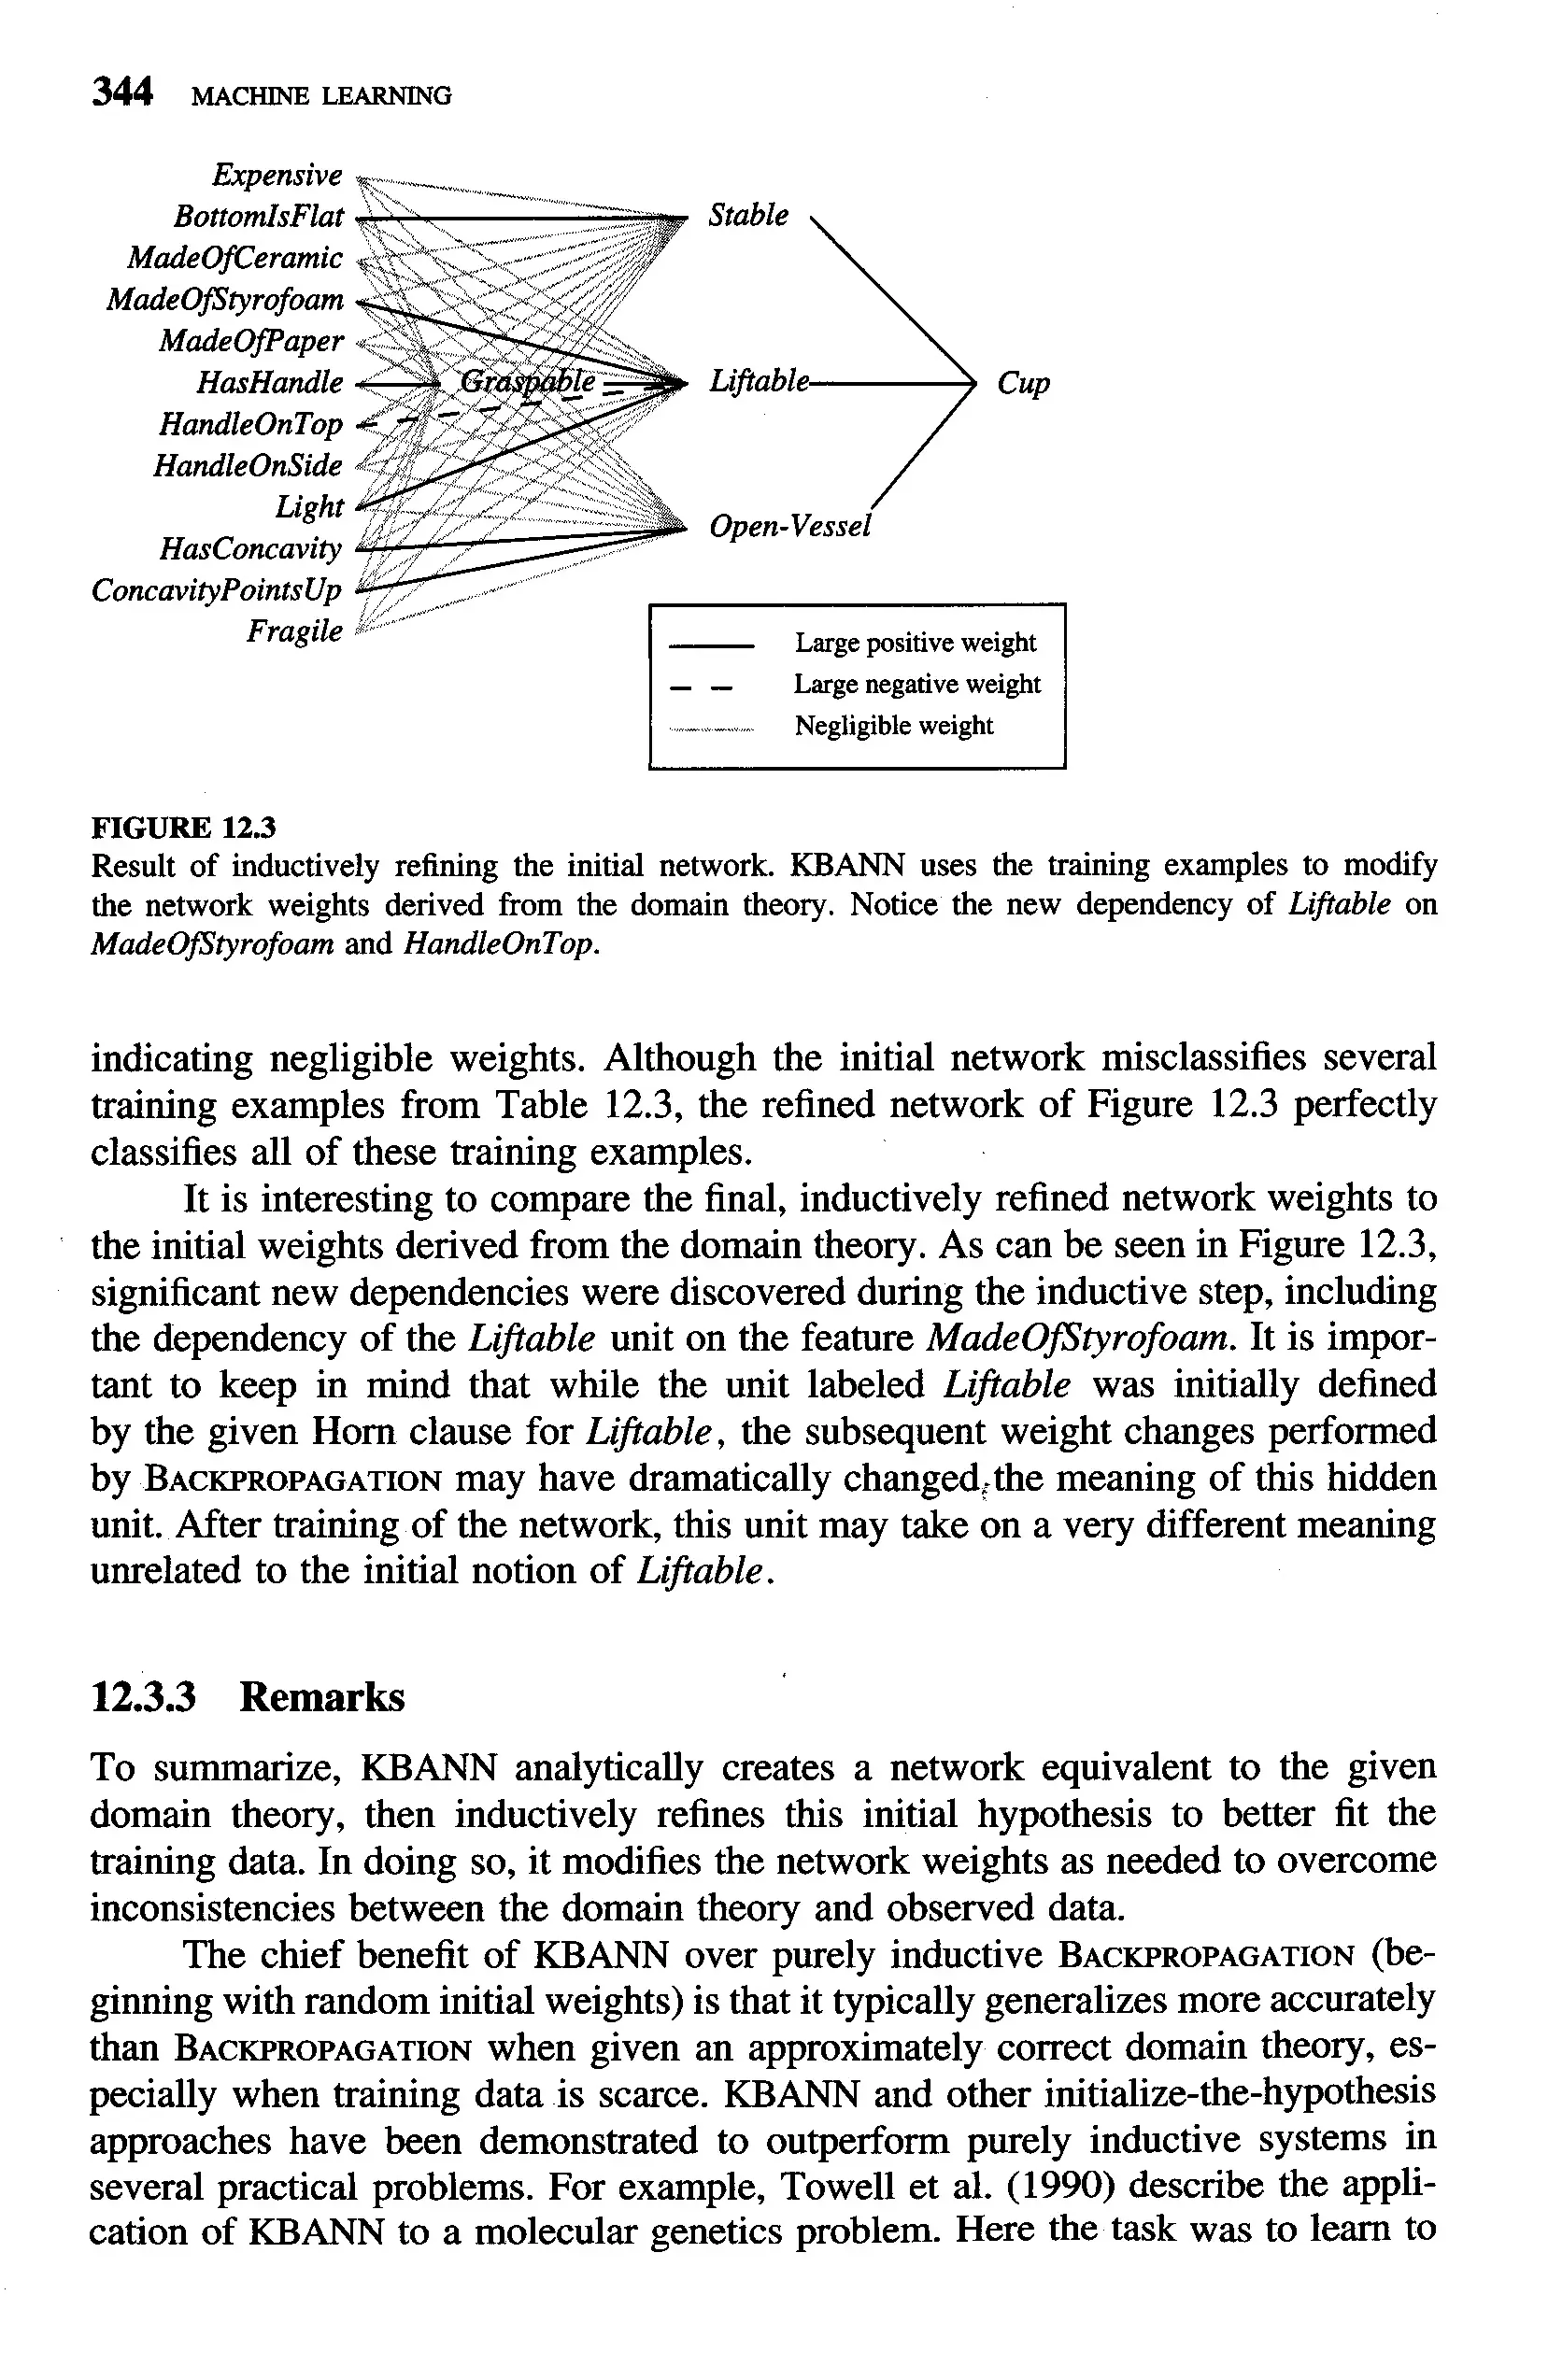 344 MACHINE LEARNING
Expensive
BottomIsFlat
MadeOfCeramic
MadeOfStyrofoam
MadeOfPaper
HasHandle
HandleOnTop
HandleOnSide
Light
HasConcavity
ConcavityPointsUp
Fragile
Graspable
Stable
Liftable
Open-Vessel
Cup
Large positive weight
Large negative weight
Negligible weight
FIGURE 12.3
Result of inductively refining the initial network. KBANN uses the training examples to modify
the network weights derived from the domain theory. Notice the new dependency of Liftable on
MadeOfStyrofoam and HandleOnTop.
indicating negligible weights. Although the initial network misclassifies several
training examples from Table 12.3, the refined network of Figure 12.3 perfectly
classifies all of these training examples.
It is interesting to compare the final, inductively refined network weights to
the initial weights derived from the domain theory. As can be seen in Figure 12.3,
significant new dependencies were discovered during the inductive step, including
the dependency of the Liftable unit on the feature MadeOfStyrofoam. It is impor-
tant to keep in mind that while the unit labeled Liftable was initially defined
by the given Horn clause for Liftable, the subsequent weight changes performed
by BACKPROPAGATION may have dramatically changed the meaning of this hidden
unit. After training of the network, this unit may take on a very different meaning
unrelated to the initial notion of Liftable.
12.3.3 Remarks
To summarize, KBANN analytically creates a network equivalent to the given
domain theory, then inductively refines this initial hypothesis to better fit the
training data. In doing so, it modifies the network weights as needed to overcome
inconsistencies between the domain theory and observed data.
The chief benefit of KBANN over purely inductive BACKPROPAGATION (be-
ginning with random initial weights) is that it typically generalizes more accurately
than BACKPROPAGATION when given an approximately correct domain theory, es-
pecially when training data is scarce. KBANN and other initialize-the-hypothesis
approaches have been demonstrated to outperform purely inductive systems in
several practical problems. For example, Towell et al. (1990) describe the appli-
cation of KBANN to a molecular genetics problem. Here the task was to learn to